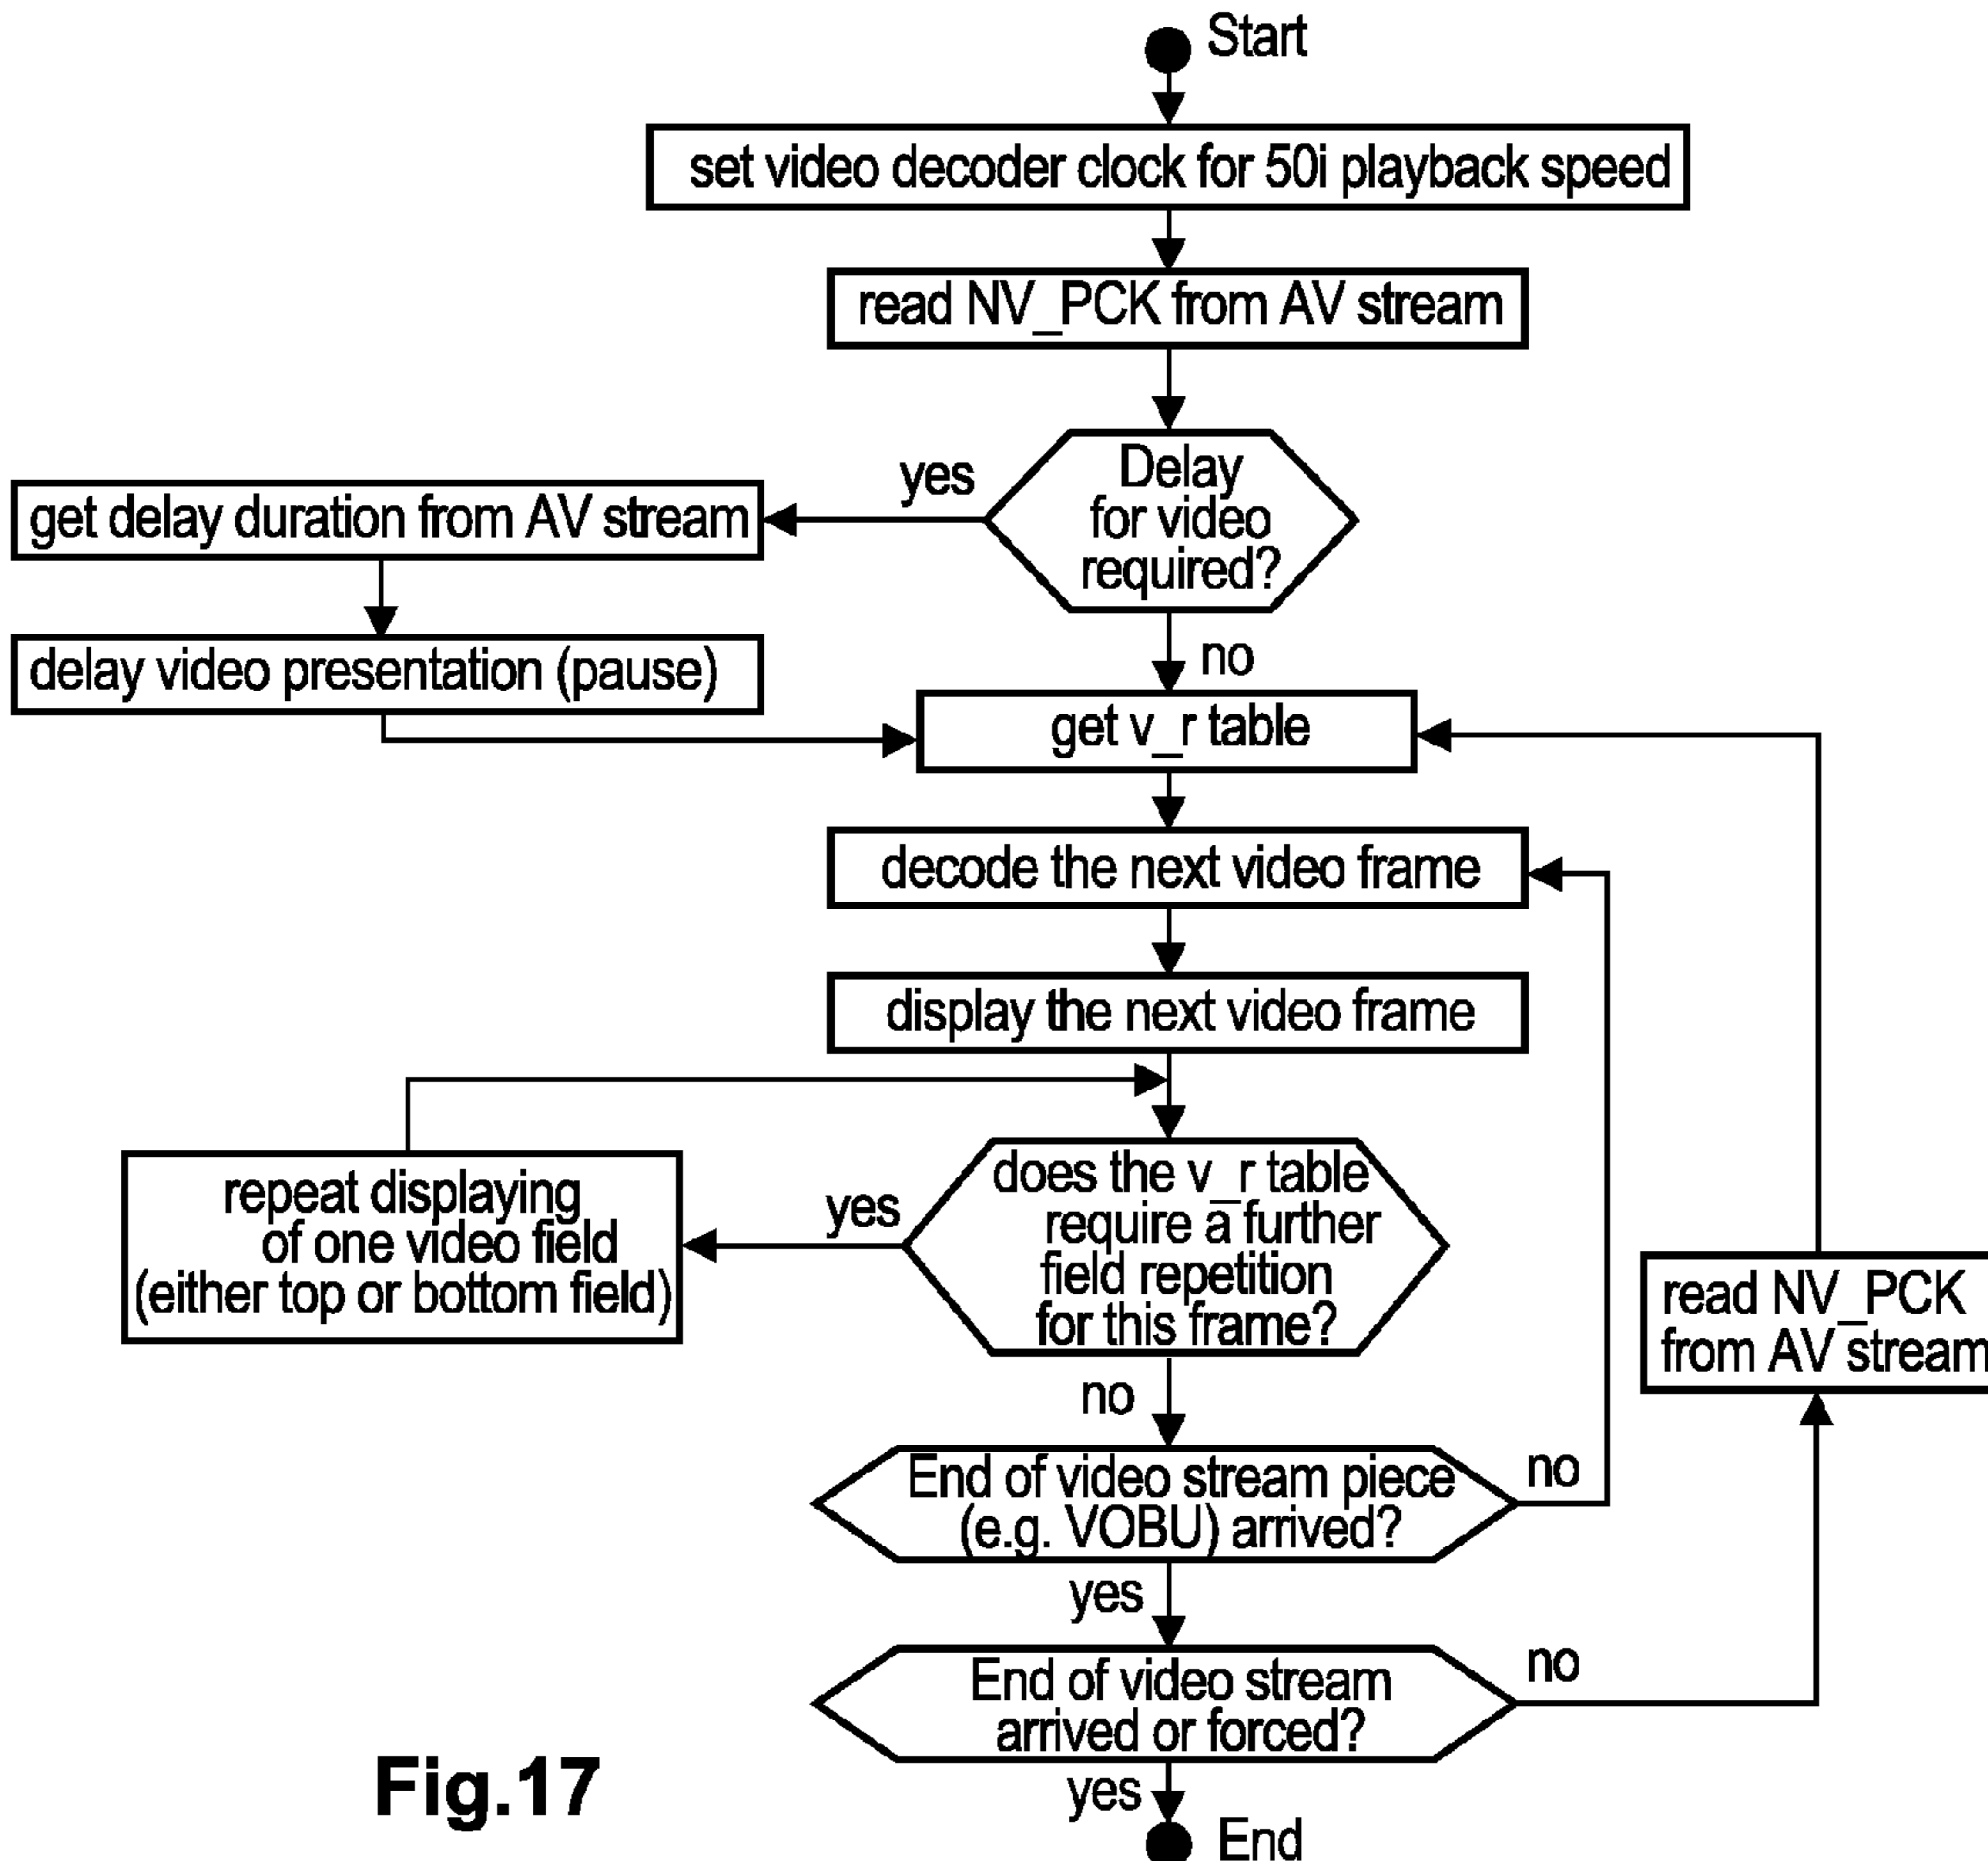 Start
set video decoder clock for 50i playback speed
read NV_PCK from AV stream
Delay
for video
required?
yes
get delay duration from AV stream
delay video presentation (pause)
no
get v_r table
decode the next video frame
display the next video frame
does the v_r table
require a further
field repetition
for this frame?
yes
repeat displaying
of one video field
(either top or bottom field)
no
read NV_PCK
from AV stream
End of video stream piece
(e.g. VOBU) arrived?
no
yes
End of video stream
arrived or forced?
no
yes
End
Fig.17